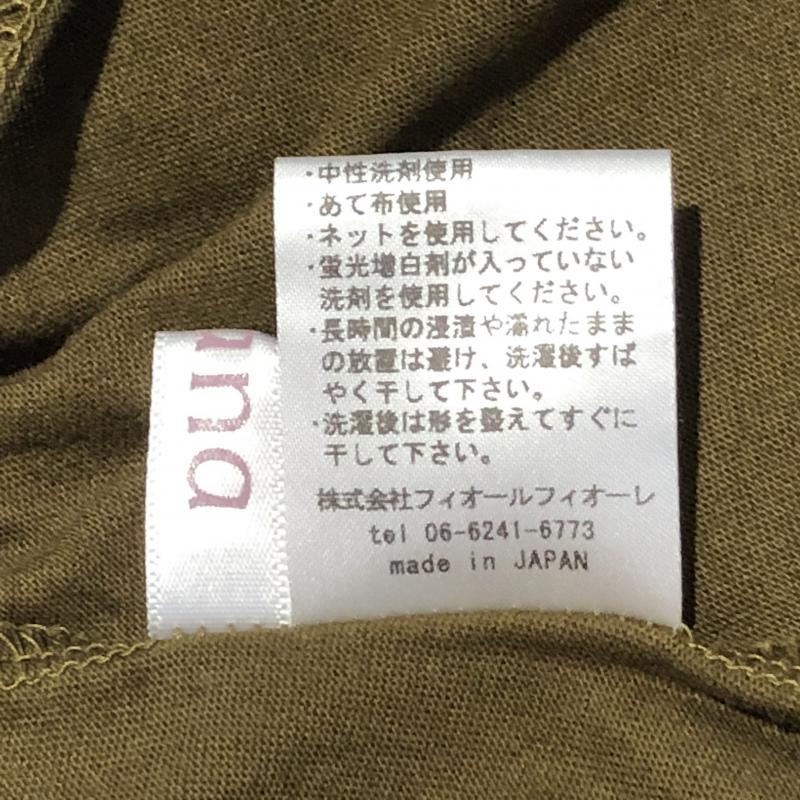 ・中性洗剤使用
・あて布使用
・ネットを使用してください。
・蛍光増白剤が入っていない
洗剤を使用してください。
・長時間の浸漬や濡れたまま
の放置は避け、洗濯後すば
やく干して下さい。
・洗濯後は形を整えてすぐに
干して下さい。
株式会社フィオールフィオーレ
tel 06-6241-6773
made in JAPAN
una